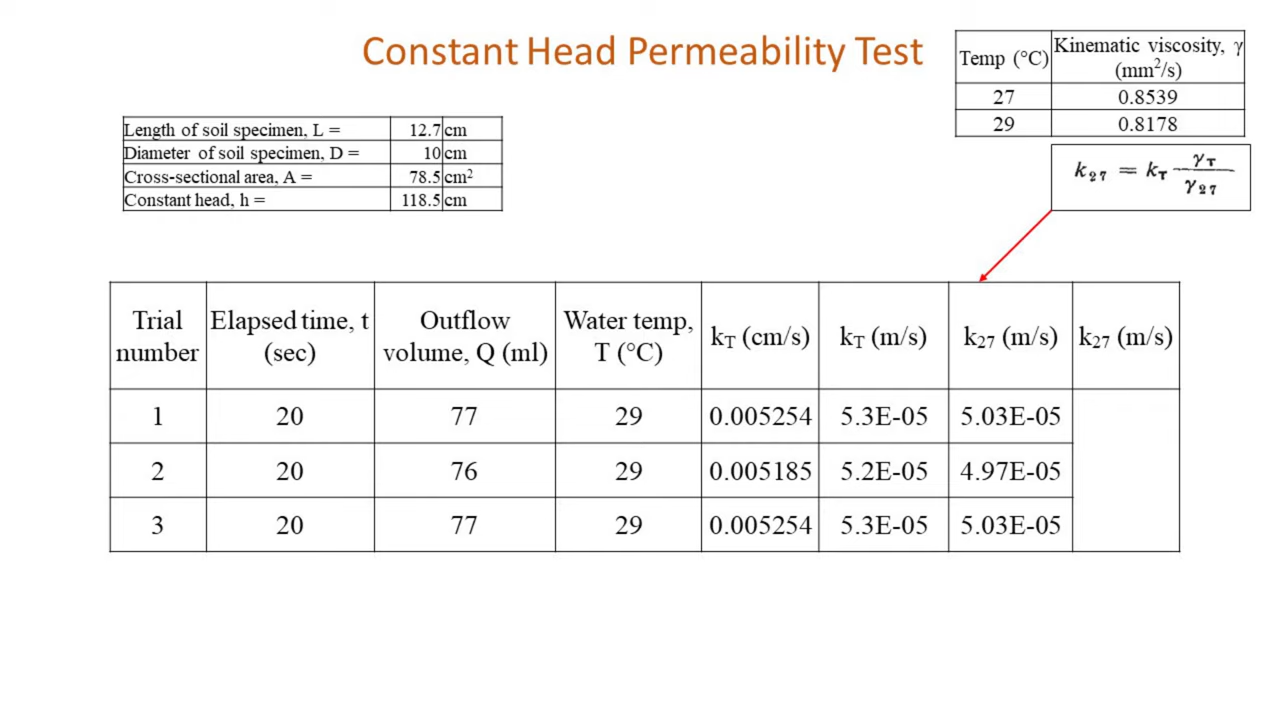 Constant Head Permeability Test
Temp (°C) Kinematic viscosity, γ (mm²/s)
27 0.8539
29 0.8178
k₂₇ = k_T γ_T / γ₂₇
Length of soil specimen, L = 12.7 cm
Diameter of soil specimen, D = 10 cm
Cross-sectional area, A = 78.5 cm²
Constant head, h = 118.5 cm
Trial number Elapsed time, t (sec) Outflow volume, Q (ml) Water temp, T (°C) k_T (cm/s) k_T (m/s) k₂₇ (m/s) k₂₇ (m/s)
1 20 77 29 0.005254 5.3E-05 5.03E-05
2 20 76 29 0.005185 5.2E-05 4.97E-05
3 20 77 29 0.005254 5.3E-05 5.03E-05